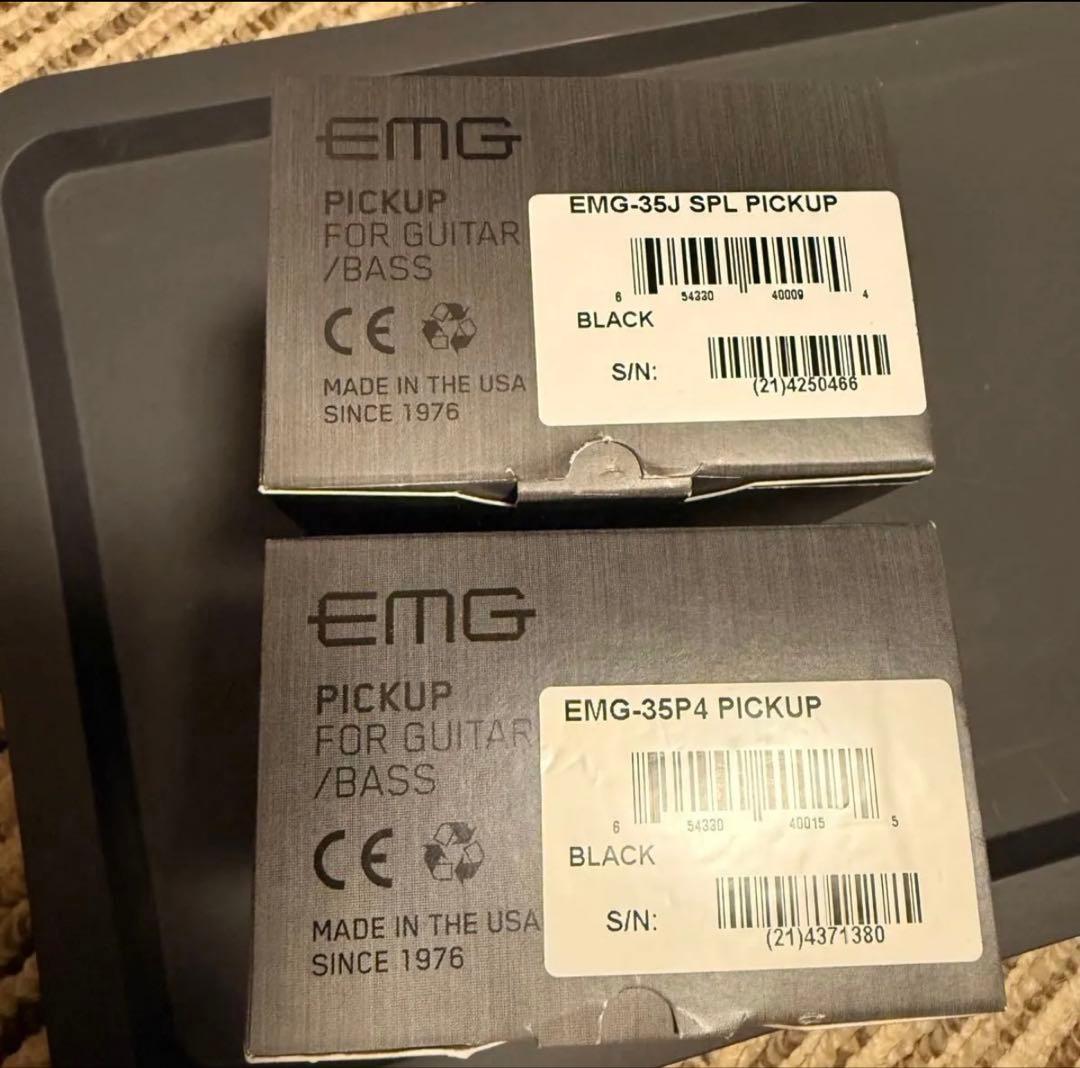 EMG
PICKUP
FOR GUITAR
/BASS
CE
MADE IN THE USA
SINCE 1976
EMG-35J SPL PICKUP
6 54330 40009 4
BLACK
S/N:
(21)4250466
EMG
PICKUP
FOR GUITAR
/BASS
CE
MADE IN THE USA
SINCE 1976
EMG-35P4 PICKUP
6 54330 40015 5
BLACK
S/N:
(21)4371380